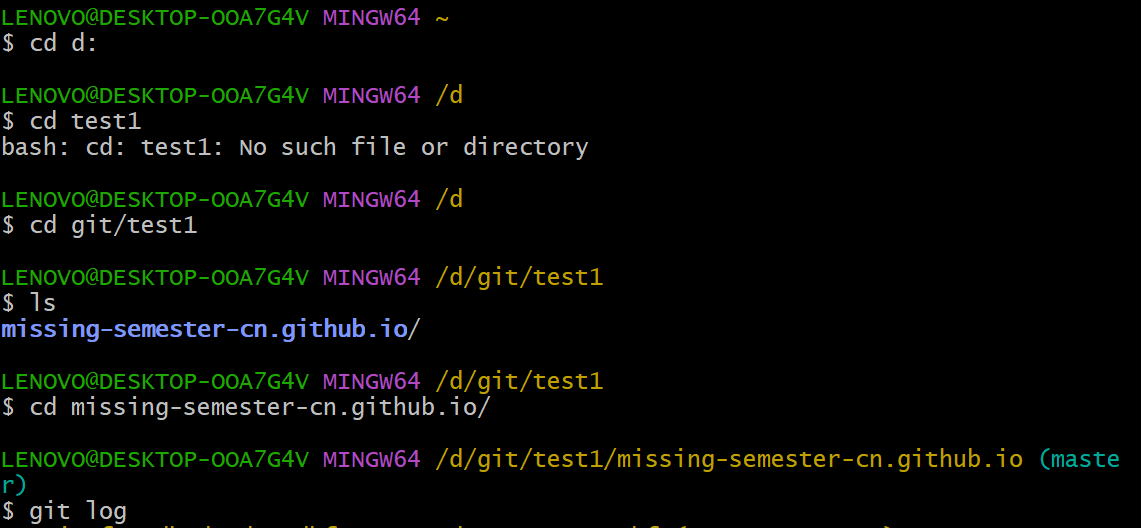 LENOVO@DESKTOP-OOA7G4V MINGW64 ~
$ cd d:
LENOVO@DESKTOP-OOA7G4V MINGW64 /d
$ cd test1
bash: cd: test1: No such file or directory
LENOVO@DESKTOP-OOA7G4V MINGW64 /d
$ cd git/test1
LENOVO@DESKTOP-OOA7G4V MINGW64 /d/git/test1
$ ls
missing-semester-cn.github.io/
LENOVO@DESKTOP-OOA7G4V MINGW64 /d/git/test1
$ cd missing-semester-cn.github.io/
LENOVO@DESKTOP-OOA7G4V MINGW64 /d/git/test1/missing-semester-cn.github.io (maste
r)
$ git log